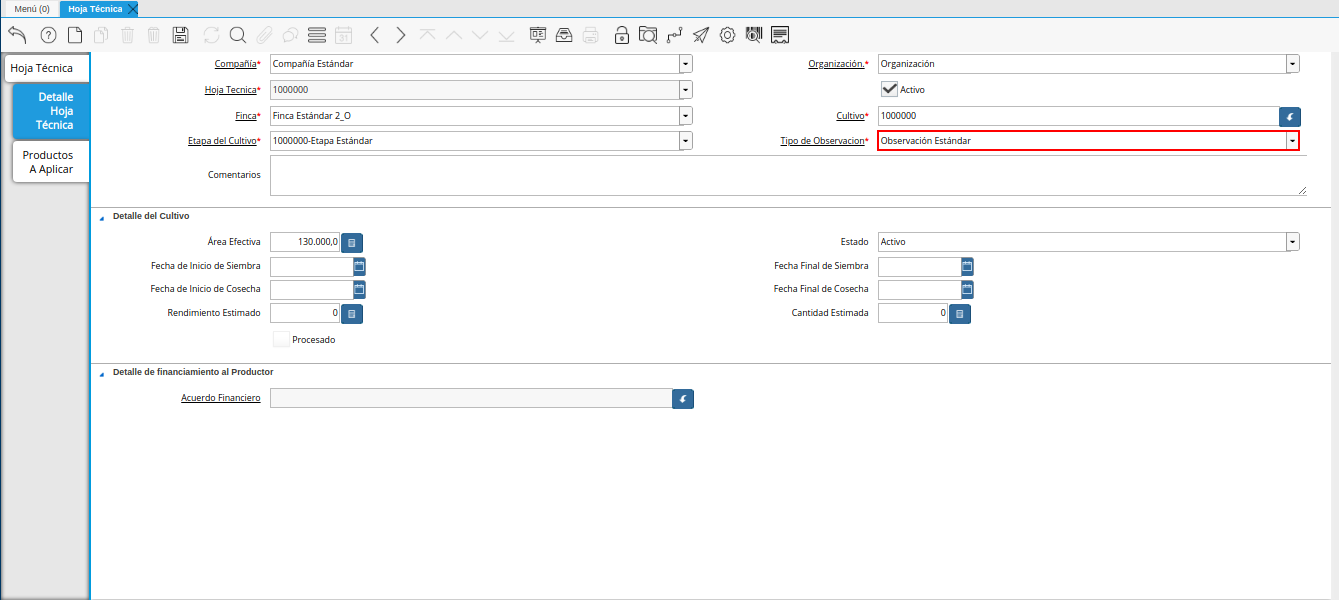 Menú (0)
Hoja Técnica
31
Hoja Técnica
Detalle
Hoja
Técnica
Productos
A Aplicar
Compañía* Compañía Estándar
Organización.* Organización
Hoja Tecnica* 1000000
Activo
Finca* Finca Estándar 2_O
Cultivo* 1000000
Etapa del Cultivo* 1000000-Etapa Estándar
Tipo de Observacion* Observación Estándar
Comentarios
Detalle del Cultivo
Área Efectiva 130.000,0
Estado Activo
Fecha de Inicio de Siembra
Fecha Final de Siembra
Fecha de Inicio de Cosecha
Fecha Final de Cosecha
Rendimiento Estimado 0
Cantidad Estimada 0
Procesado
Detalle de financiamiento al Productor
Acuerdo Financiero